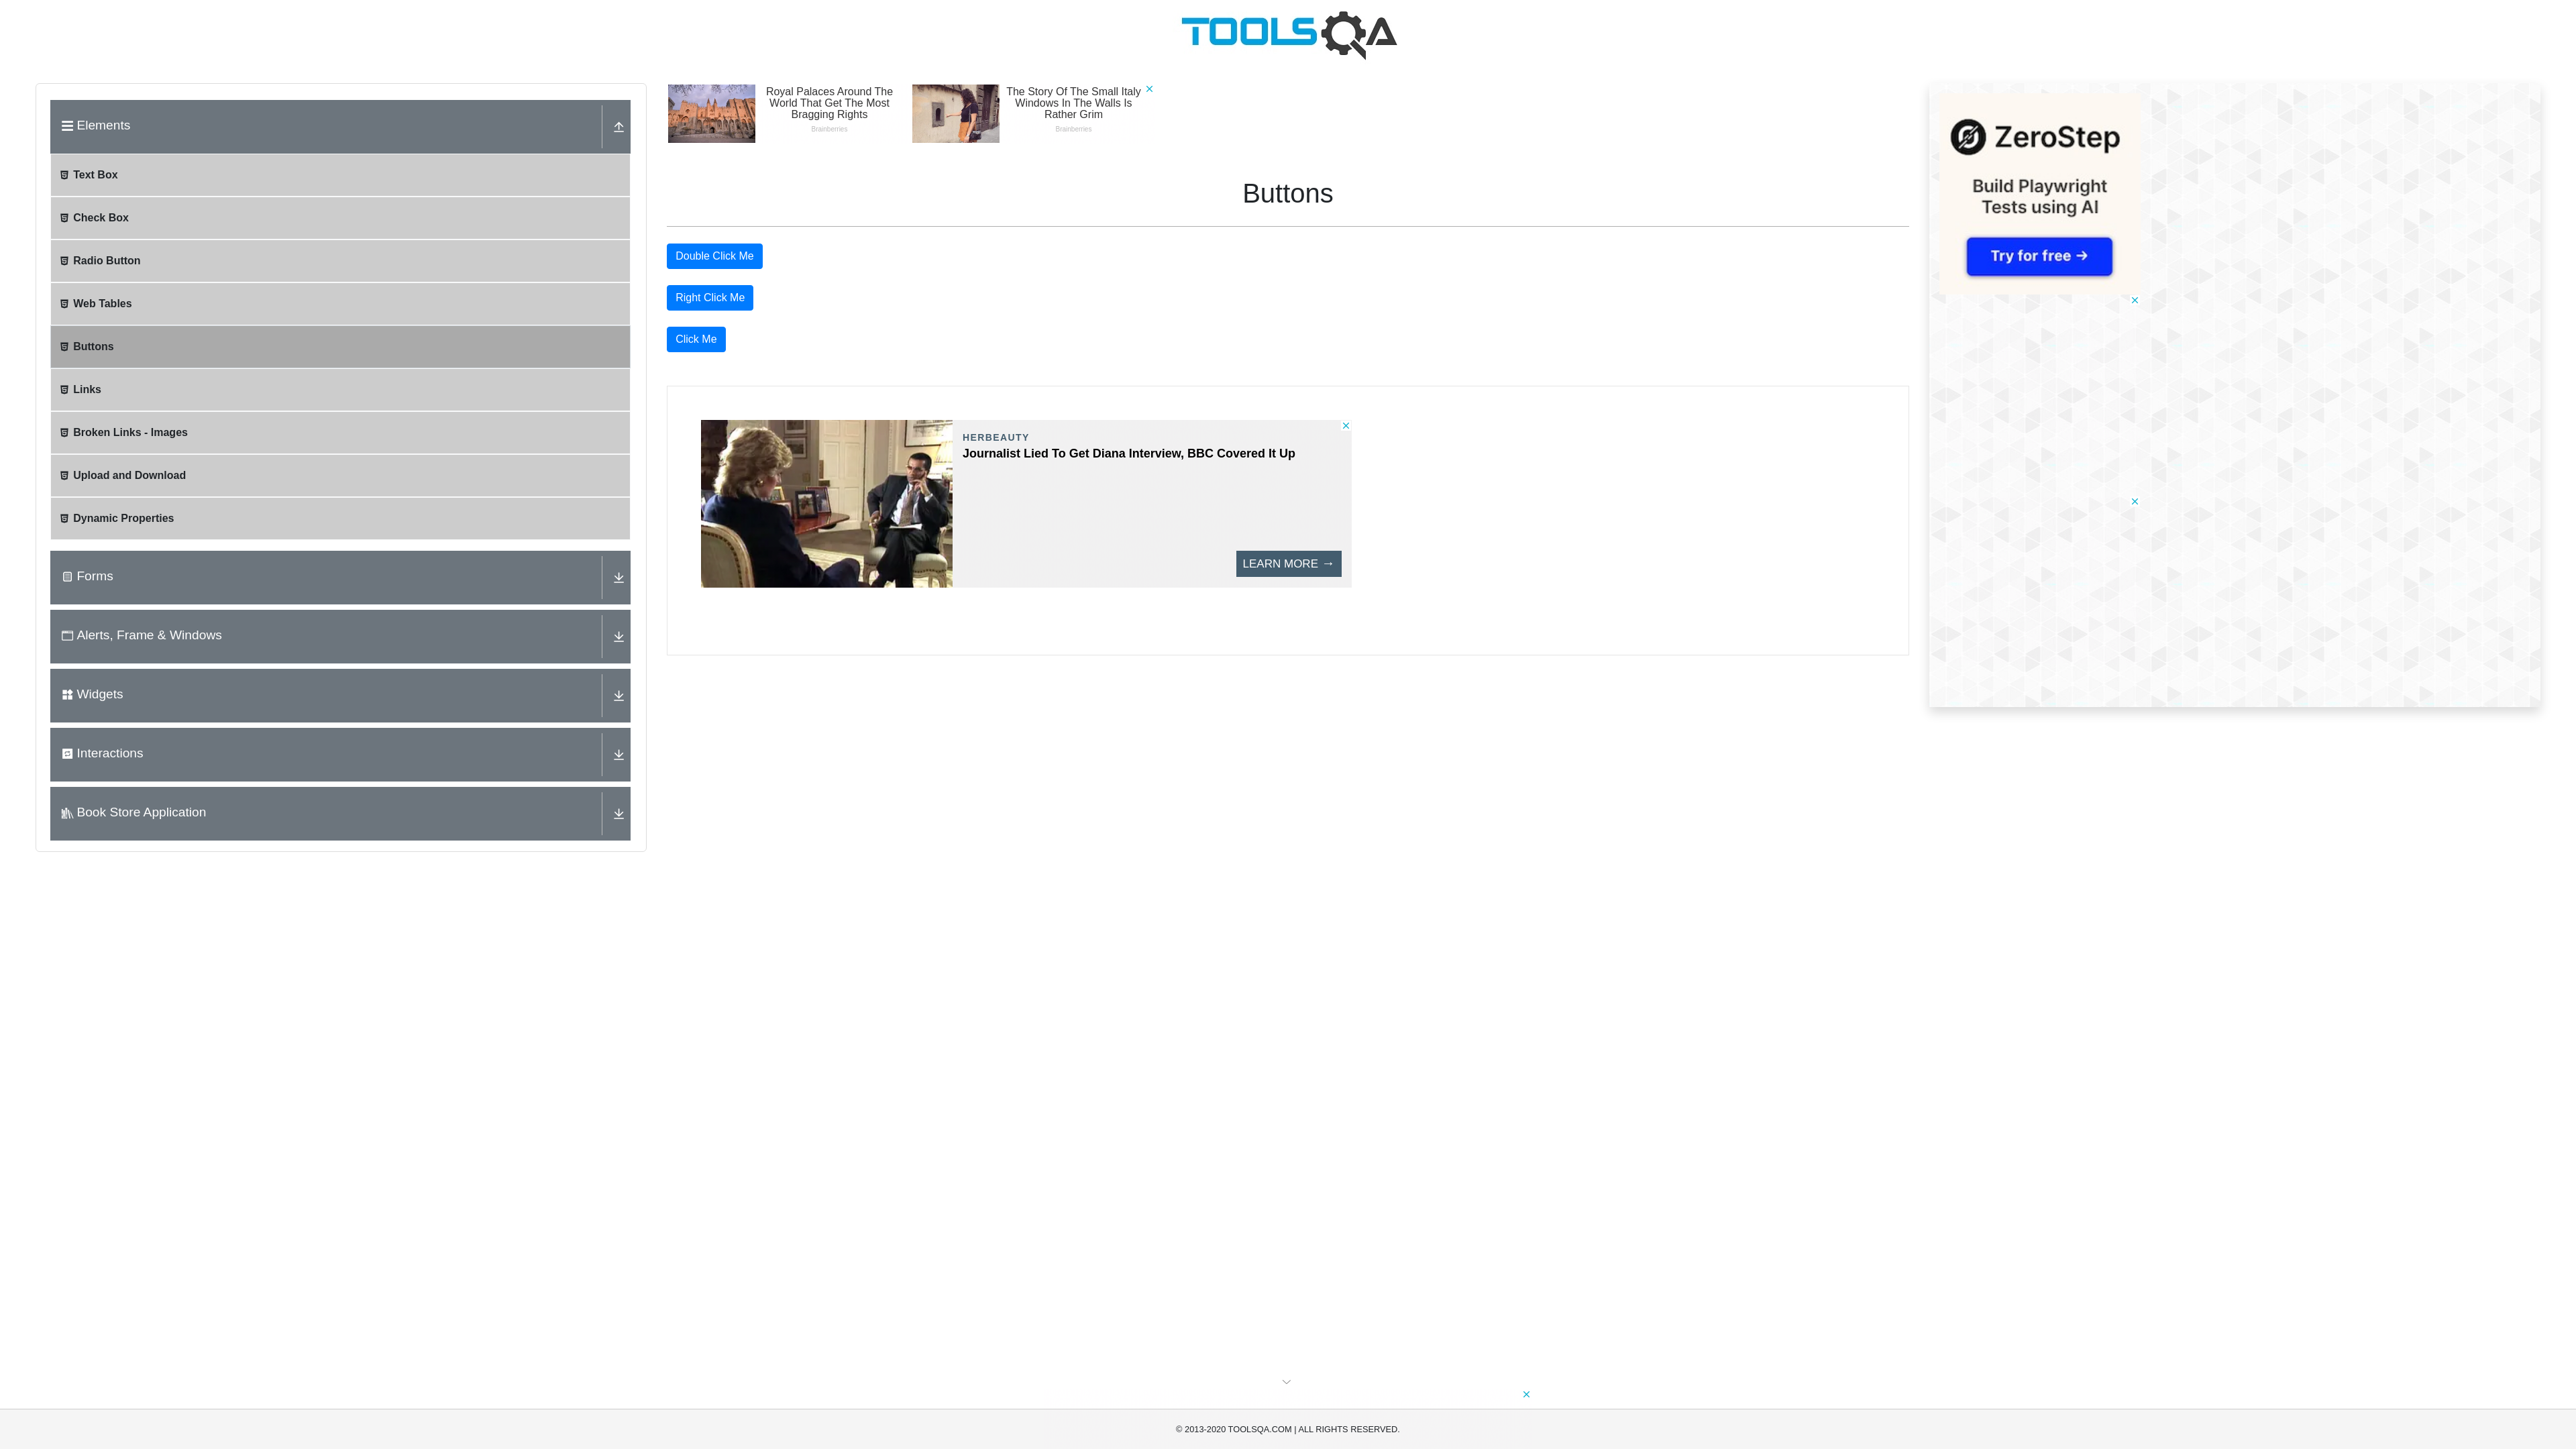 TOOLSQA
Elements
Text Box
Check Box
Radio Button
Web Tables
Buttons
Links
Broken Links - Images
Upload and Download
Dynamic Properties
Forms
Alerts, Frame & Windows
Widgets
Interactions
Book Store Application
Royal Palaces Around The
World That Get The Most
Bragging Rights
Brainberries
The Story Of The Small Italy
Windows In The Walls Is
Rather Grim
Brainberries
Buttons
Double Click Me
Right Click Me
Click Me
HERBEAUTY
Journalist Lied To Get Diana Interview, BBC Covered It Up
LEARN MORE →
ZeroStep
Build Playwright
Tests using AI
Try for free →
© 2013-2020 TOOLSQA.COM | ALL RIGHTS RESERVED.